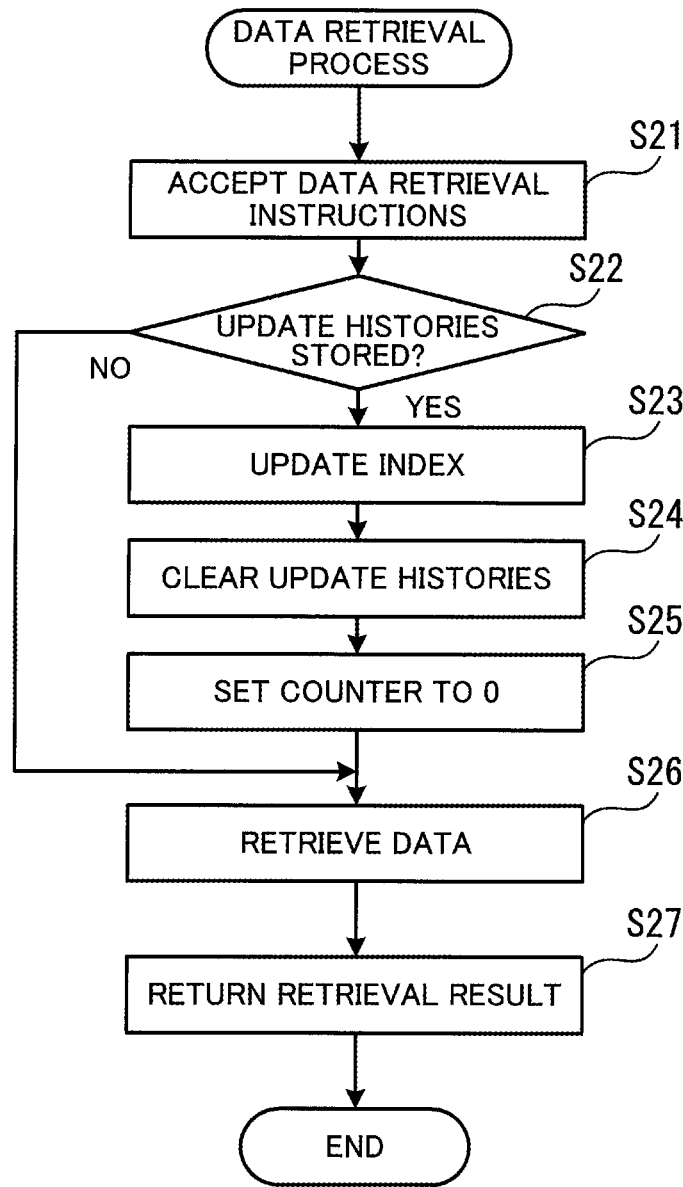 DATA RETRIEVAL
PROCESS
S21
ACCEPT DATA RETRIEVAL
INSTRUCTIONS
S22
UPDATE HISTORIES
STORED?
NO
YES
S23
UPDATE INDEX
S24
CLEAR UPDATE HISTORIES
S25
SET COUNTER TO 0
S26
RETRIEVE DATA
S27
RETURN RETRIEVAL RESULT
END